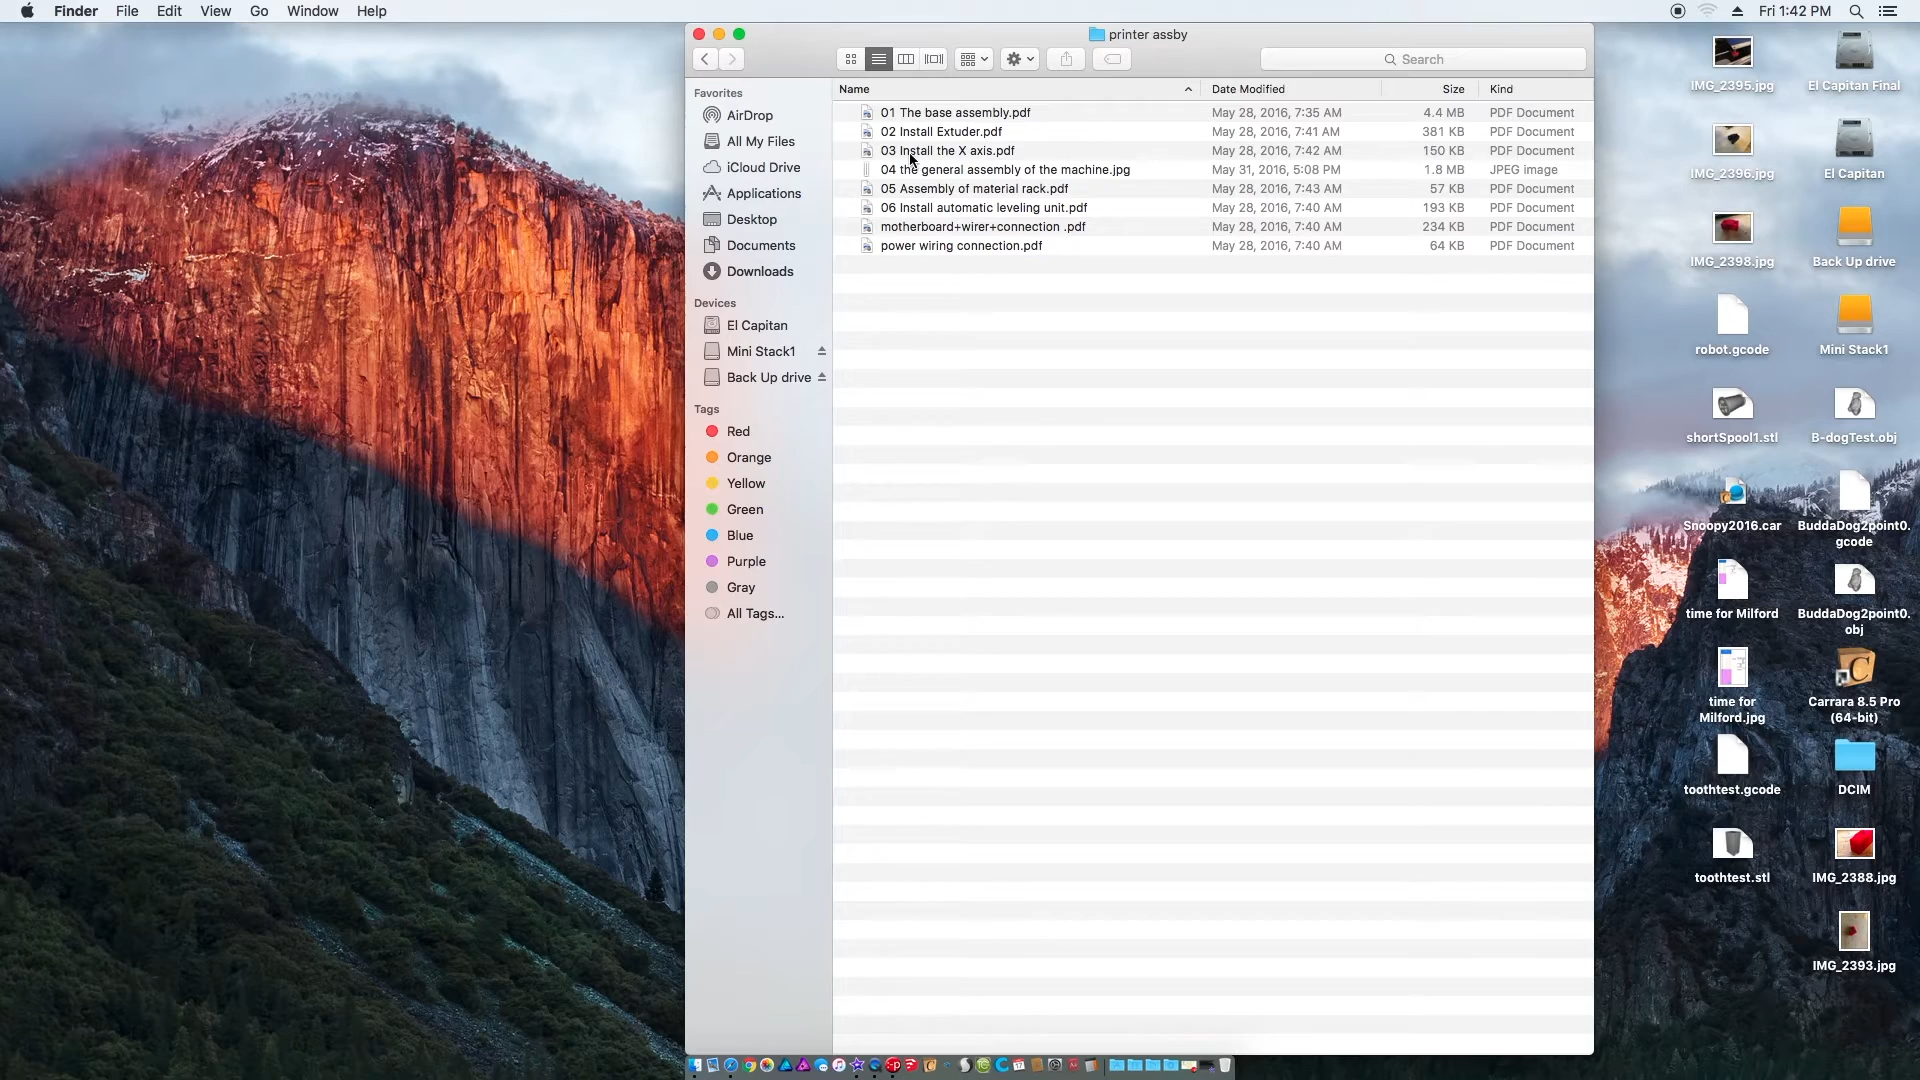 Finder File Edit View Go Window Help
Fri 1:42 PM
printer assby
Search
Favorites
AirDrop
All My Files
iCloud Drive
Applications
Desktop
Documents
Downloads
Devices
El Capitan
Mini Stack1
Back Up drive
Tags
Red
Orange
Yellow
Green
Blue
Purple
Gray
All Tags...
Name Date Modified Size Kind
01 The base assembly.pdf May 28, 2016, 7:35 AM 4.4 MB PDF Document
02 Install Extuder.pdf May 28, 2016, 7:41 AM 381 KB PDF Document
03 Install the X axis.pdf May 28, 2016, 7:42 AM 150 KB PDF Document
04 the general assembly of the machine.jpg May 31, 2016, 5:08 PM 1.8 MB JPEG image
05 Assembly of material rack.pdf May 28, 2016, 7:43 AM 57 KB PDF Document
06 Install automatic leveling unit.pdf May 28, 2016, 7:40 AM 193 KB PDF Document
motherboard+wirer+connection .pdf May 28, 2016, 7:40 AM 234 KB PDF Document
power wiring connection.pdf May 28, 2016, 7:40 AM 64 KB PDF Document
IMG_2395.jpg El Capitan Final
IMG_2396.jpg El Capitan
IMG_2398.jpg Back Up drive
robot.gcode Mini Stack1
shortSpool1.stl B-dogTest.obj
Snoopy2016.car BuddaDog2point0.
gcode
time for Milford BuddaDog2point0.
obj
time for Carrara 8.5 Pro
Milford.jpg (64-bit)
toothtest.gcode DCIM
toothtest.stl IMG_2388.jpg
IMG_2393.jpg